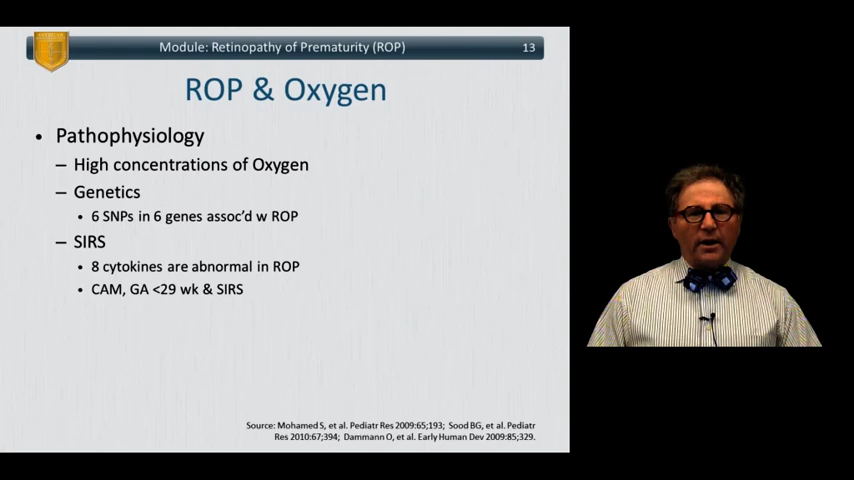 Module: Retinopathy of Prematurity (ROP) 13
ROP & Oxygen
• Pathophysiology
– High concentrations of Oxygen
– Genetics
• 6 SNPs in 6 genes assoc'd w ROP
– SIRS
• 8 cytokines are abnormal in ROP
• CAM, GA <29 wk & SIRS
Source: Mohamed S, et al. Pediatr Res 2009:65;193; Sood BG, et al. Pediatr
Res 2010:67;394; Dammann O, et al. Early Human Dev 2009:85;329.